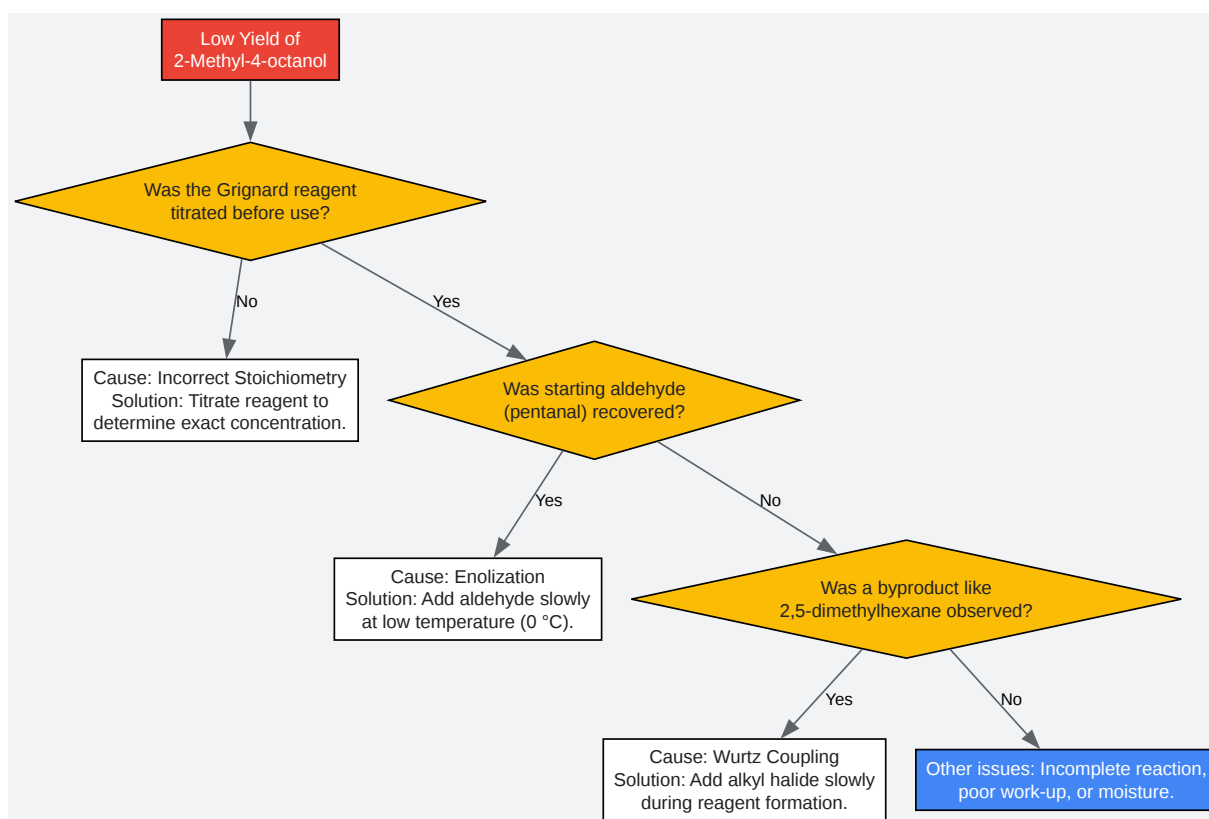 Low Yield of
2-Methyl-4-octanol
Was the Grignard reagent
titrated before use?
No
Yes
Cause: Incorrect Stoichiometry
Solution: Titrate reagent to
determine exact concentration.
Was starting aldehyde
(pentanal) recovered?
Yes
No
Cause: Enolization
Solution: Add aldehyde slowly
at low temperature (0 °C).
Was a byproduct like
2,5-dimethylhexane observed?
Yes
No
Cause: Wurtz Coupling
Solution: Add alkyl halide slowly
during reagent formation.
Other issues: Incomplete reaction,
poor work-up, or moisture.